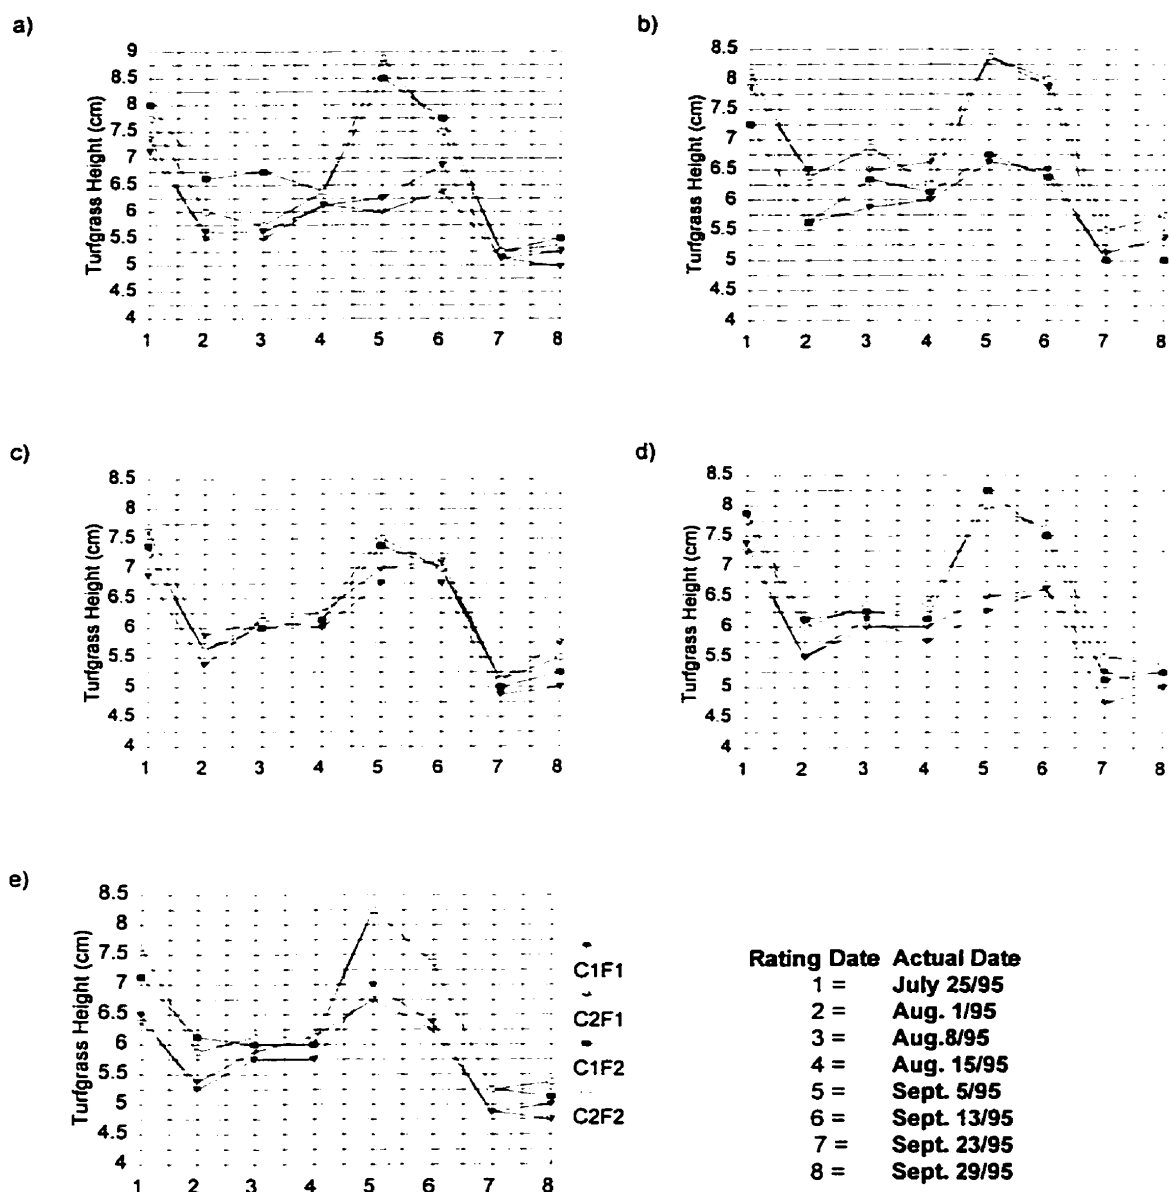 a)
Turfgrass Height (cm)
9
8.5
8
7.5
7
6.5
6
5.5
5
4.5
4
1 2 3 4 5 6 7 8
b)
Turfgrass Height (cm)
8.5
8
7.5
7
6.5
6
5.5
5
4.5
4
1 2 3 4 5 6 7 8
c)
Turfgrass Height (cm)
8.5
8
7.5
7
6.5
6
5.5
5
4.5
4
1 2 3 4 5 6 7 8
d)
Turfgrass Height (cm)
8.5
8
7.5
7
6.5
6
5.5
5
4.5
4
1 2 3 4 5 6 7 8
e)
Turfgrass Height (cm)
8.5
8
7.5
7
6.5
6
5.5
5
4.5
4
1 2 3 4 5 6 7 8
C1F1
C2F1
C1F2
C2F2
Rating Date Actual Date
1 = July 25/95
2 = Aug. 1/95
3 = Aug.8/95
4 = Aug. 15/95
5 = Sept. 5/95
6 = Sept. 13/95
7 = Sept. 23/95
8 = Sept. 29/95